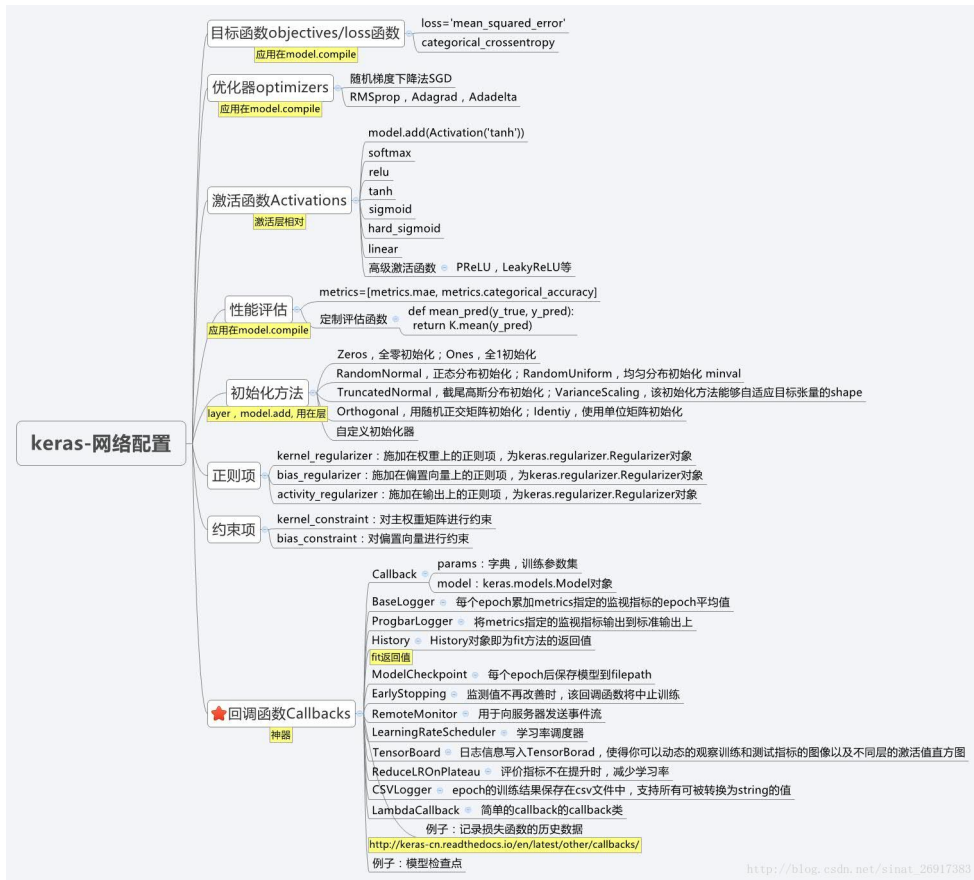 keras-网络配置
目标函数objectives/loss函数
应用在model.compile
loss='mean_squared_error'
categorical_crossentropy
优化器optimizers
应用在model.compile
随机梯度下降法SGD
RMSprop，Adagrad，Adadelta
激活函数Activations
激活层相对
model.add(Activation('tanh'))
softmax
relu
tanh
sigmoid
hard_sigmoid
linear
高级激活函数
PReLU，LeakyReLU等
性能评估
应用在model.compile
metrics=[metrics.mae, metrics.categorical_accuracy]
定制评估函数
def mean_pred(y_true, y_pred):
return K.mean(y_pred)
初始化方法
layer，model.add, 用在层
Zeros，全零初始化；Ones，全1初始化
RandomNormal，正态分布初始化；RandomUniform，均匀分布初始化 minval
TruncatedNormal，截尾高斯分布初始化；VarianceScaling，该初始化方法能够自适应目标张量的shape
Orthogonal，用随机正交矩阵初始化；Identiy，使用单位矩阵初始化
自定义初始化器
正则项
kernel_regularizer：施加在权重上的正则项，为keras.regularizer.Regularizer对象
bias_regularizer：施加在偏置向量上的正则项，为keras.regularizer.Regularizer对象
activity_regularizer：施加在输出上的正则项，为keras.regularizer.Regularizer对象
约束项
kernel_constraint：对主权重矩阵进行约束
bias_constraint：对偏置向量进行约束
回调函数Callbacks
神器
Callback
params：字典，训练参数集
model：keras.models.Model对象
BaseLogger
每个epoch累加metrics指定的监视指标的epoch平均值
ProgbarLogger
将metrics指定的监视指标输出到标准输出上
History
History对象即为fit方法的返回值
fit返回值
ModelCheckpoint
每个epoch后保存模型到filepath
EarlyStopping
监测值不再改善时，该回调函数将中止训练
RemoteMonitor
用于向服务器发送事件流
LearningRateScheduler
学习率调度器
TensorBoard
日志信息写入TensorBorad，使得你可以动态的观察训练和测试指标的图像以及不同层的激活值直方图
ReduceLROnPlateau
评价指标不在提升时，减少学习率
CSVLogger
epoch的训练结果保存在csv文件中，支持所有可被转换为string的值
LambdaCallback
简单的callback的callback类
例子：记录损失函数的历史数据
http://keras-cn.readthedocs.io/en/latest/other/callbacks/
例子：模型检查点
http://blog.csdn.net/sinat_26917383